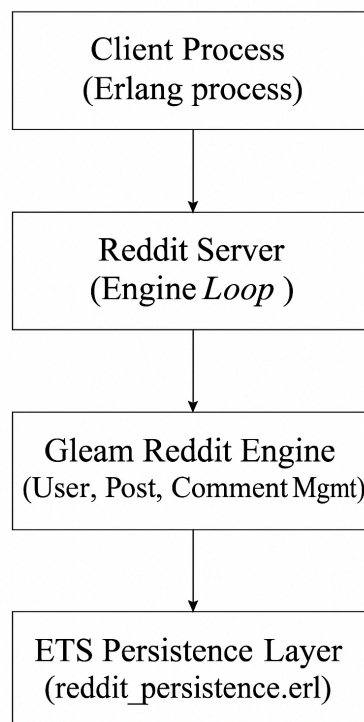 Client Process
(Erlang process)
Reddit Server
(Engine Loop )
Gleam Reddit Engine
(User, Post, Comment Mgmt)
ETS Persistence Layer
(reddit_persistence.erl)